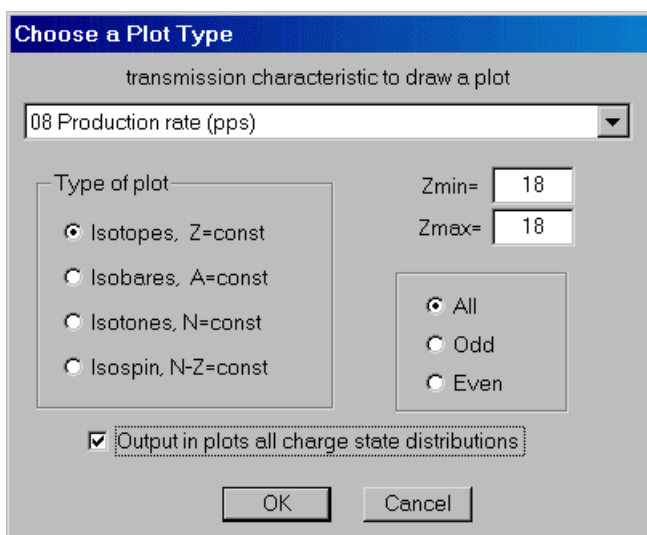 Choose a Plot Type
transmission characteristic to draw a plot
08 Production rate (pps)
Type of plot
Isotopes, Z=const
Isobares, A=const
Isotones, N=const
Isospin, N-Z=const
Zmin= 18
Zmax= 18
All
Odd
Even
Output in plots all charge state distributions
OK Cancel